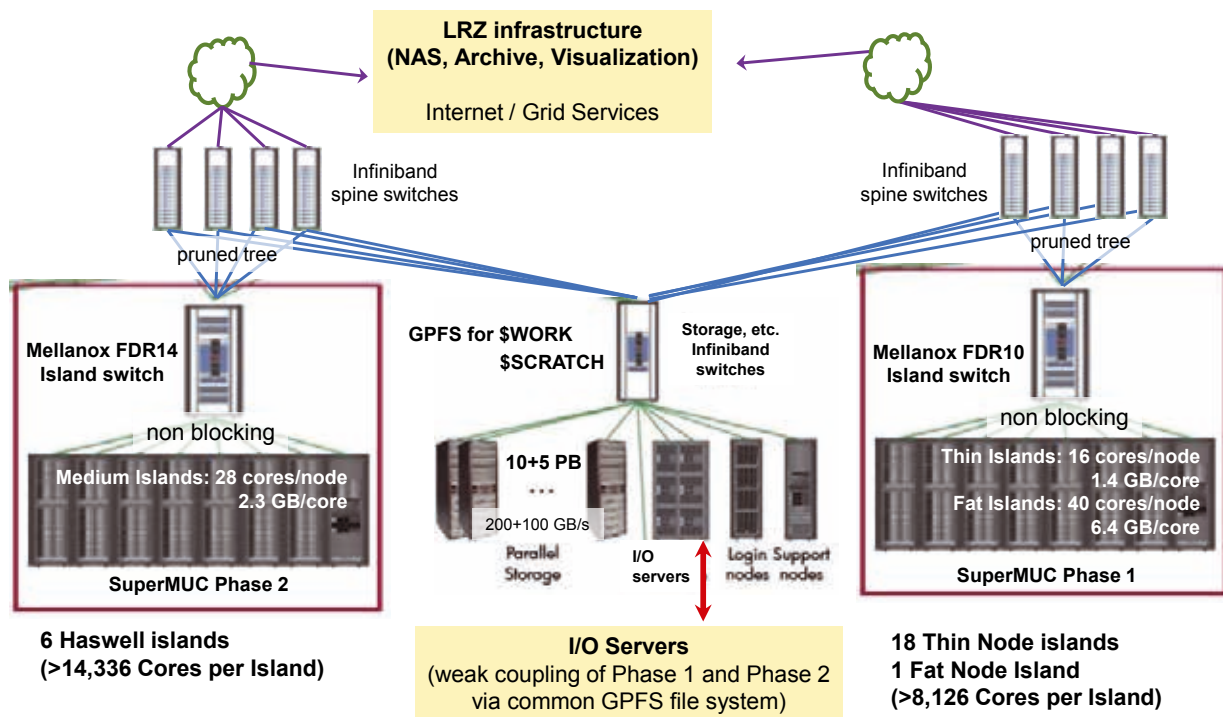 LRZ infrastructure
(NAS, Archive, Visualization)
Internet / Grid Services
Infiniband
spine switches
Infiniband
spine switches
pruned tree
pruned tree
Mellanox FDR14
Island switch
GPFS for $WORK
$SCRATCH
Storage, etc.
Infiniband
switches
Mellanox FDR10
Island switch
non blocking
non blocking
Medium Islands: 28 cores/node
2.3 GB/core
10+5 PB
...
200+100 GB/s
Thin Islands: 16 cores/node
1.4 GB/core
Fat Islands: 40 cores/node
6.4 GB/core
Parallel
Storage
I/O
servers
Login
nodes
Support
nodes
SuperMUC Phase 2
SuperMUC Phase 1
6 Haswell islands
(>14,336 Cores per Island)
I/O Servers
(weak coupling of Phase 1 and Phase 2
via common GPFS file system)
18 Thin Node islands
1 Fat Node Island
(>8,126 Cores per Island)